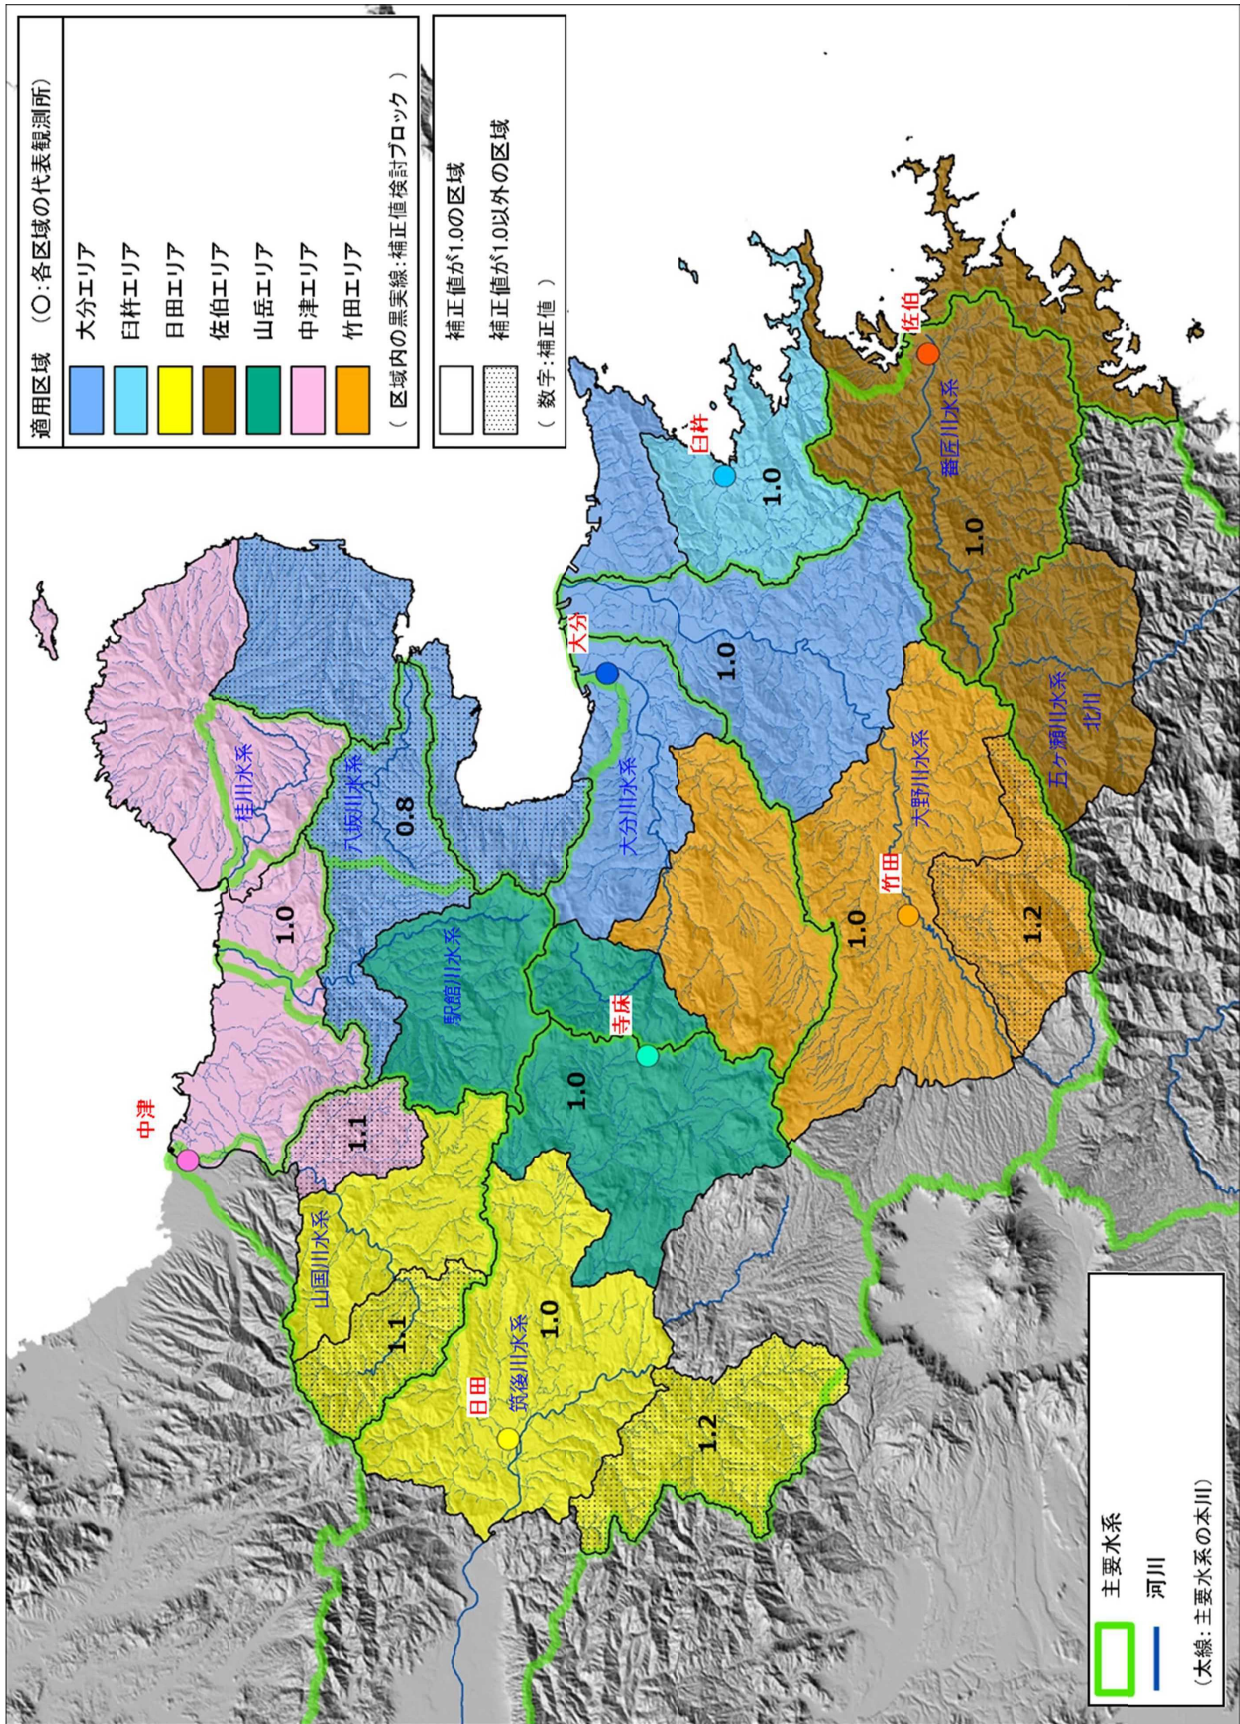 適用区域 （○：各区域の代表観測所）
大分エリア
臼杵エリア
日田エリア
佐伯エリア
山岳エリア
中津エリア
竹田エリア
（ 区域内の黒実線：補正値検討ブロック ）
補正値が1.0の区域
補正値が1.0以外の区域
（ 数字：補正値 ）
中津
桂川水系
1.0
八坂川水系
0.8
1.1
駅館川水系
山国川水系
1.1
日田
筑後川水系
1.0
1.2
1.0
寺床
大分
大分川水系
1.0
臼杵
1.0
佐伯
番匠川水系
1.0
大野川水系
竹田
1.0
1.2
五ヶ瀬川水系
北川
主要水系
河川
（太線：主要水系の本川）